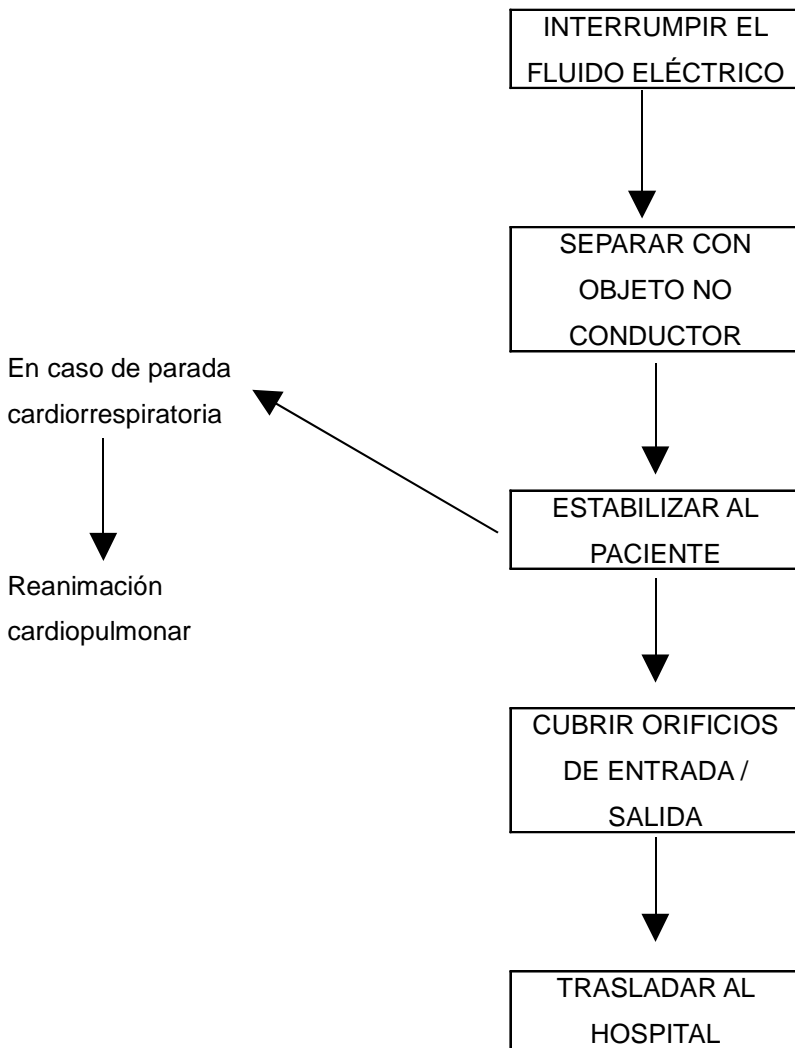 INTERRUMPIR EL
FLUIDO ELÉCTRICO
SEPARAR CON
OBJETO NO
CONDUCTOR
En caso de parada
cardiorrespiratoria
ESTABILIZAR AL
PACIENTE
Reanimación
cardiopulmonar
CUBRIR ORIFICIOS
DE ENTRADA /
SALIDA
TRASLADAR AL
HOSPITAL